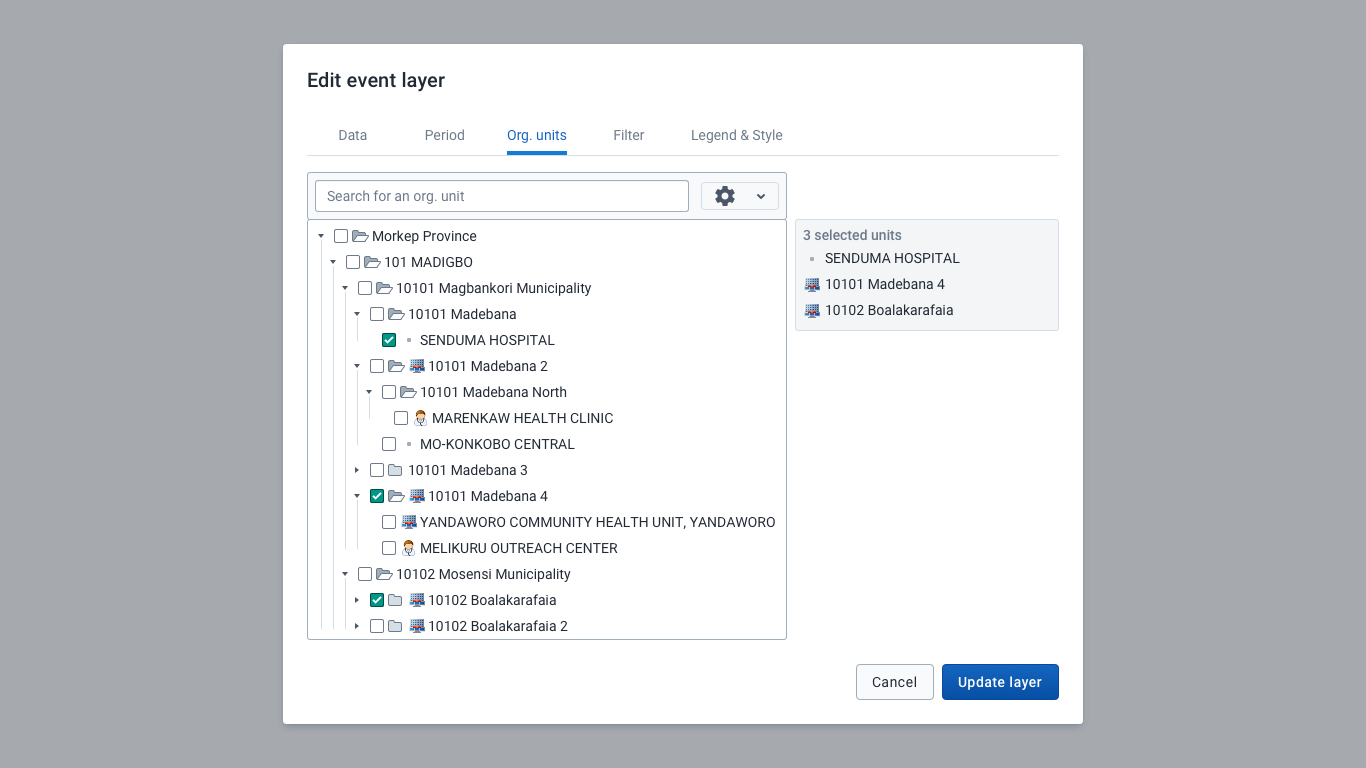 Edit event layer
Data
Period
Org. units
Filter
Legend & Style
Search for an org. unit
Morkep Province
101 MADIGBO
10101 Magbankori Municipality
10101 Madebana
SENDUMA HOSPITAL
10101 Madebana 2
10101 Madebana North
MARENKAW HEALTH CLINIC
MO-KONKOBO CENTRAL
10101 Madebana 3
10101 Madebana 4
YANDAWORO COMMUNITY HEALTH UNIT, YANDAWORO
MELIKURU OUTREACH CENTER
10102 Mosensi Municipality
10102 Boalakarafaia
10102 Boalakarafaia 2
3 selected units
SENDUMA HOSPITAL
10101 Madebana 4
10102 Boalakarafaia
Cancel
Update layer